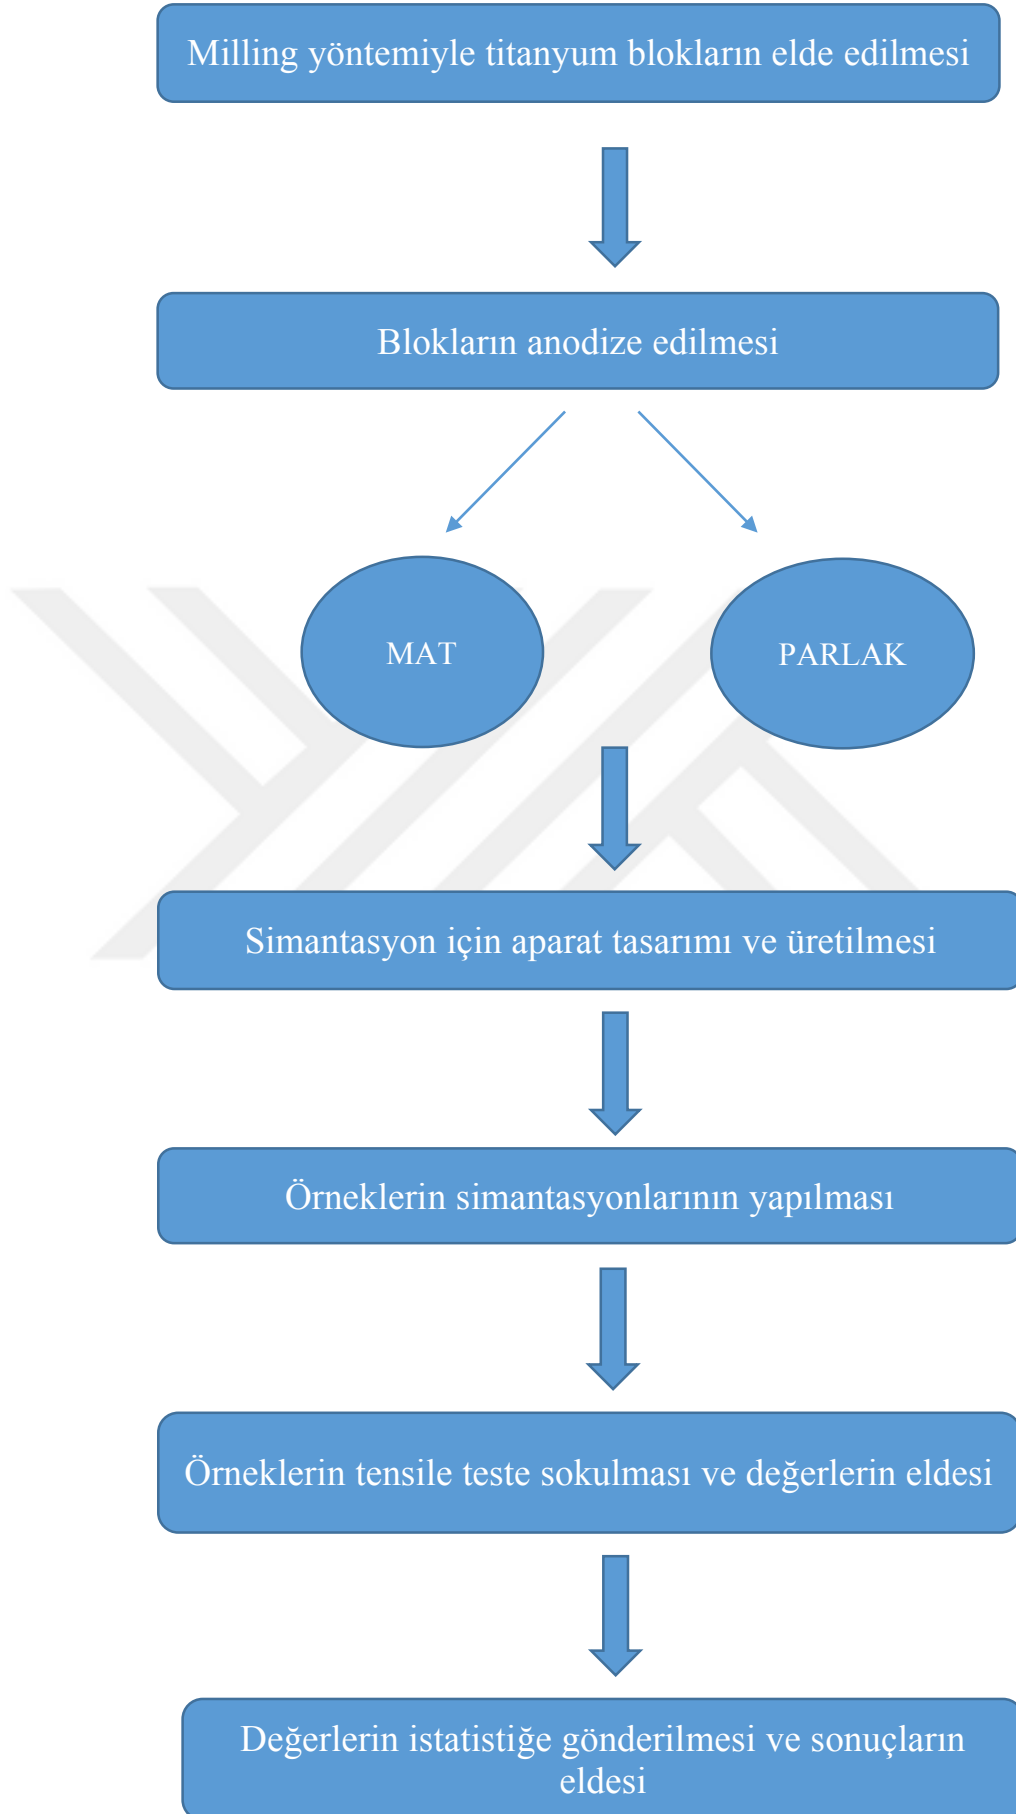 Milling yöntemiyle titanyum blokların elde edilmesi
Blokların anodize edilmesi
MAT
PARLAK
Simantasyon için aparat tasarımı ve üretilmesi
Örneklerin simantasyonlarının yapılması
Örneklerin tensile teste sokulması ve değerlerin eldesi
Değerlerin istatistiğe gönderilmesi ve sonuçların
eldesi